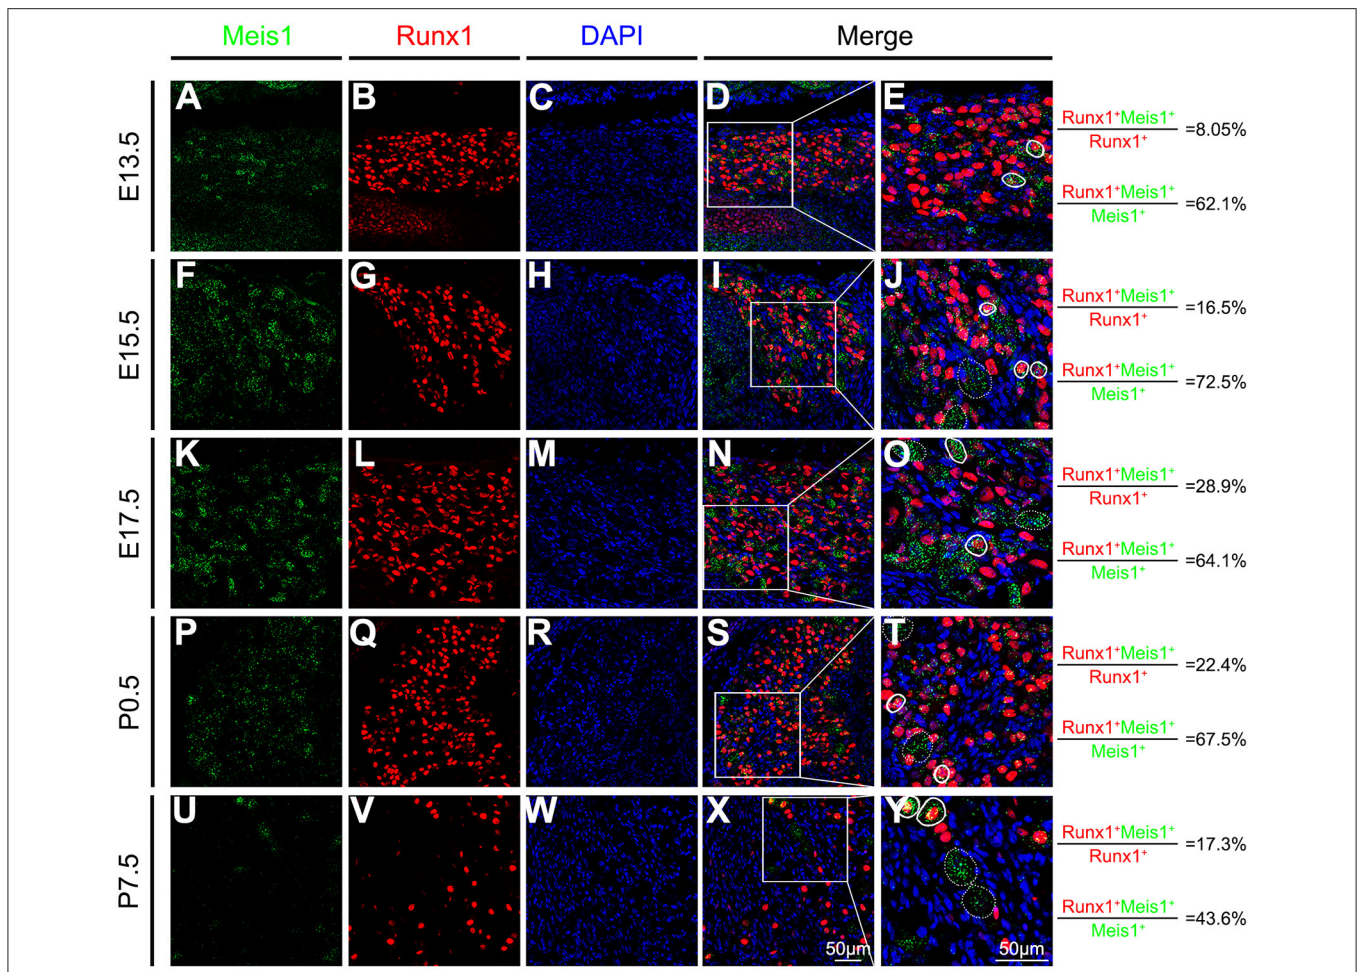 Meis1 Runx1 DAPI Merge
E13.5
A B C D E
Runx1⁺Meis1⁺
Runx1⁺
=8.05%
Runx1⁺Meis1⁺
Meis1⁺
=62.1%
E15.5
F G H I J
Runx1⁺Meis1⁺
Runx1⁺
=16.5%
Runx1⁺Meis1⁺
Meis1⁺
=72.5%
E17.5
K L M N O
Runx1⁺Meis1⁺
Runx1⁺
=28.9%
Runx1⁺Meis1⁺
Meis1⁺
=64.1%
P0.5
P Q R S T
Runx1⁺Meis1⁺
Runx1⁺
=22.4%
Runx1⁺Meis1⁺
Meis1⁺
=67.5%
P7.5
U V W X Y
Runx1⁺Meis1⁺
Runx1⁺
=17.3%
Runx1⁺Meis1⁺
Meis1⁺
=43.6%
50μm 50μm